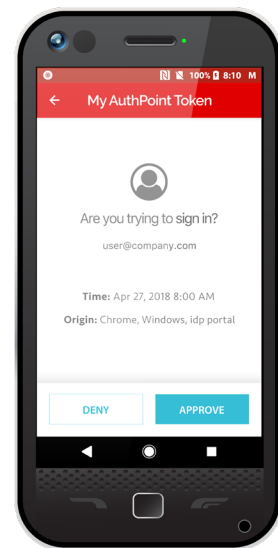 100% 8:10 M
My AuthPoint Token
Are you trying to sign in?
user@company.com
Time: Apr 27, 2018 8:00 AM
Origin: Chrome, Windows, idp portal
DENY APPROVE